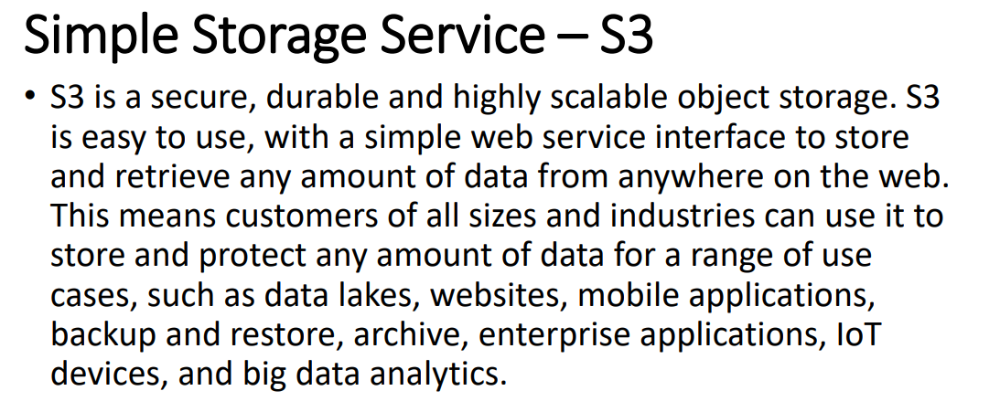 Simple Storage Service – S3
• S3 is a secure, durable and highly scalable object storage. S3
is easy to use, with a simple web service interface to store
and retrieve any amount of data from anywhere on the web.
This means customers of all sizes and industries can use it to
store and protect any amount of data for a range of use
cases, such as data lakes, websites, mobile applications,
backup and restore, archive, enterprise applications, IoT
devices, and big data analytics.